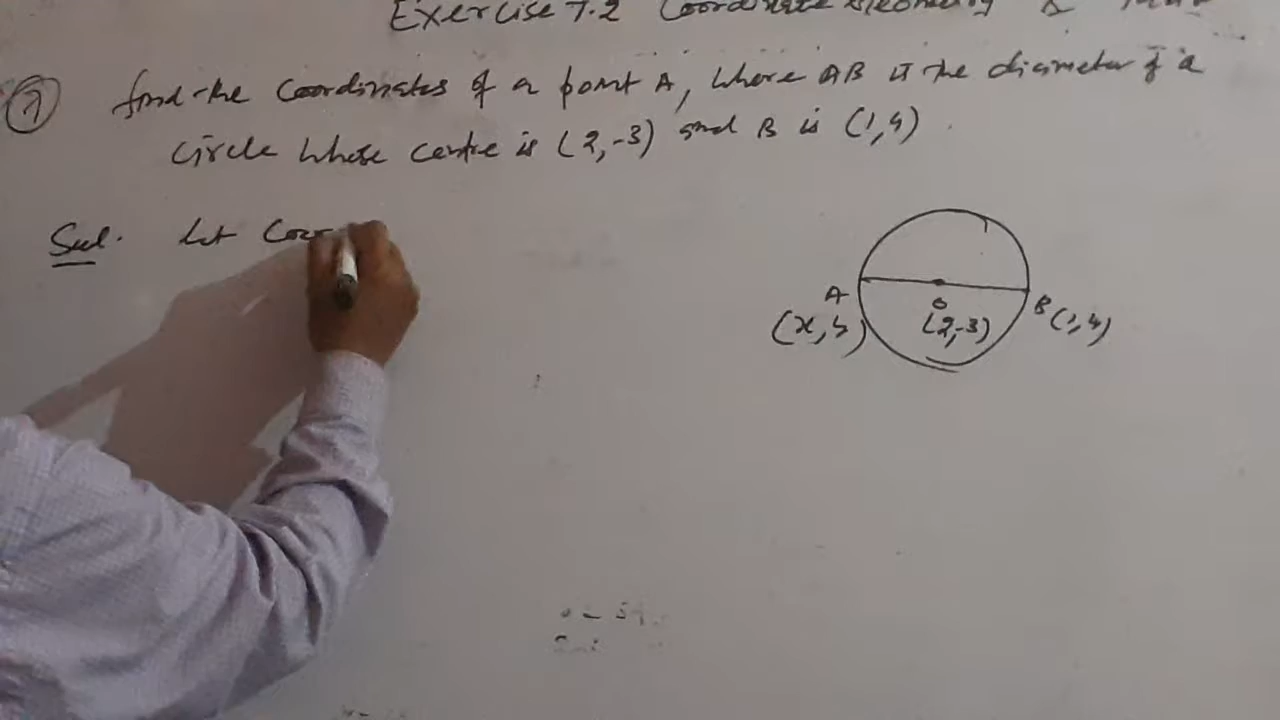 Exercise 7.2 Coordinate Geometry
⑦ find the Coordinates of a point A, where AB is the diameter of a
circle whose centre is (2,-3) and B is (1,4).
Sol. Let Coor
A
O
B (1,4)
(x,y)
(2,-3)